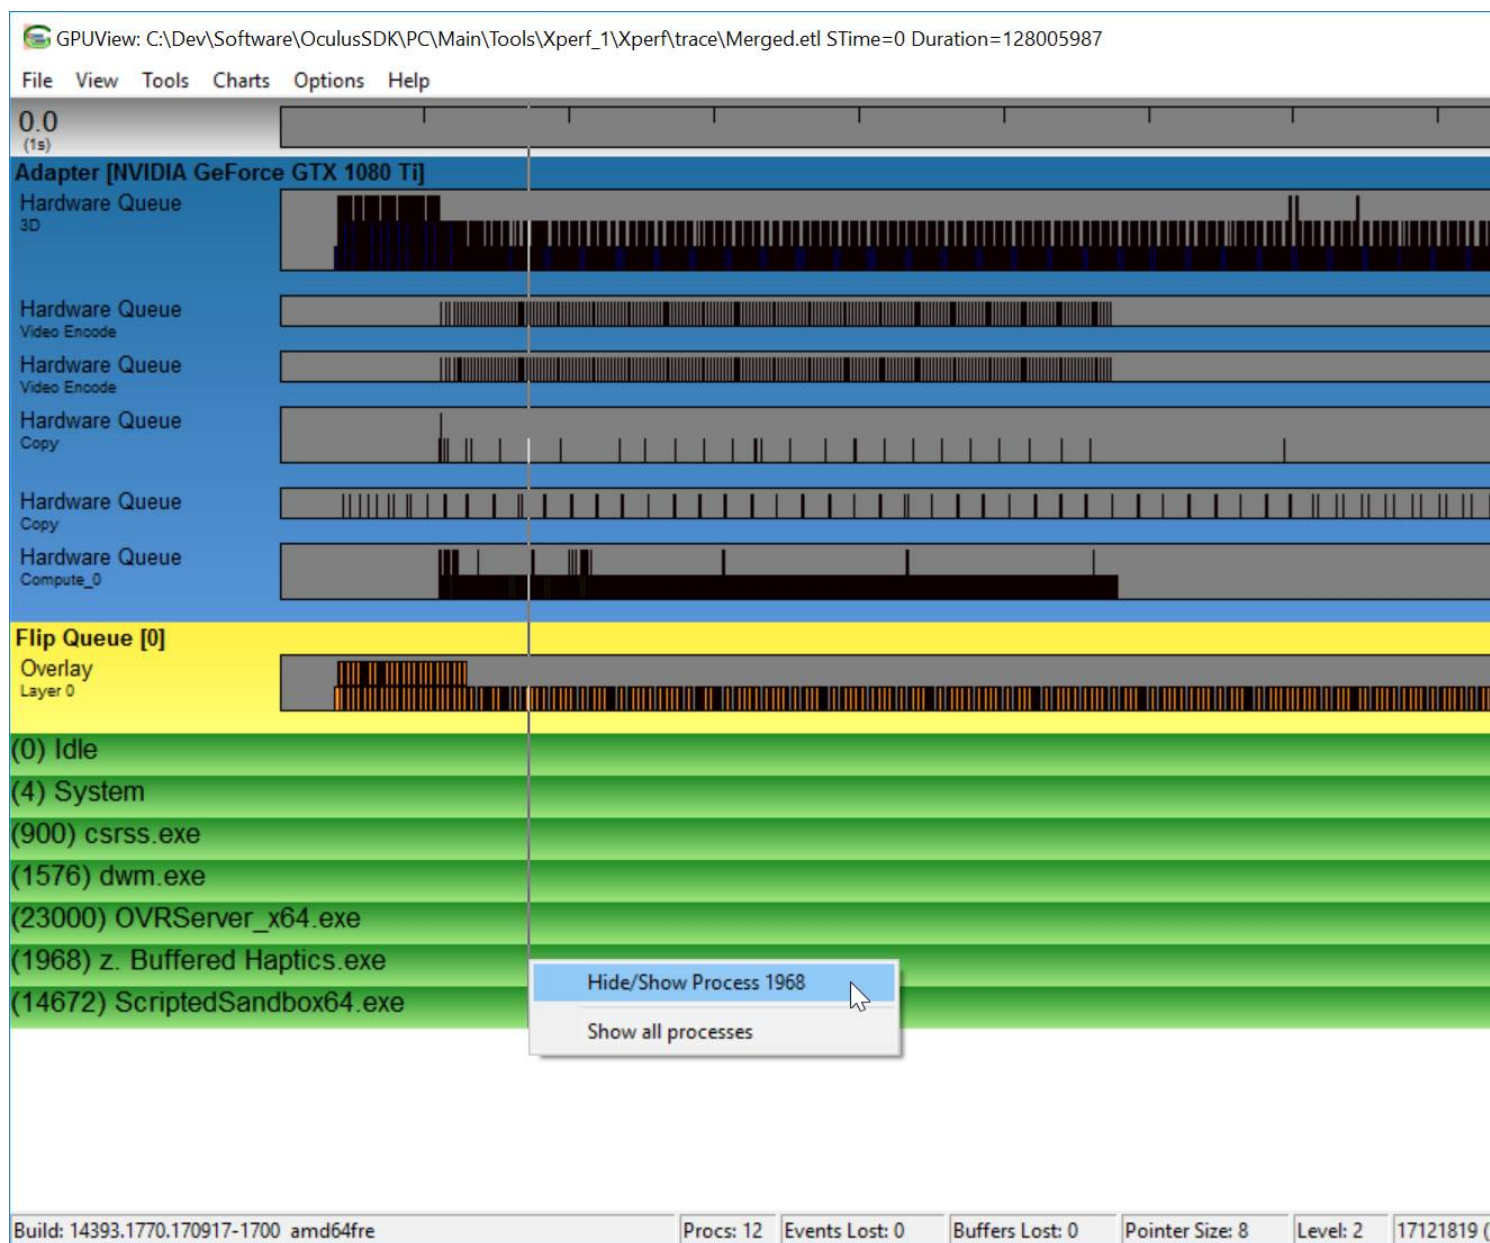 GPUView: C:\Dev\Software\OculusSDK\PC\Main\Tools\Xperf_1\Xperf\trace\Merged.etl STime=0 Duration=128005987
File View Tools Charts Options Help
0.0
(1s)
Adapter [NVIDIA GeForce GTX 1080 Ti]
Hardware Queue
3D
Hardware Queue
Video Encode
Hardware Queue
Video Encode
Hardware Queue
Copy
Hardware Queue
Copy
Hardware Queue
Compute_0
Flip Queue [0]
Overlay
Layer 0
(0) Idle
(4) System
(900) csrss.exe
(1576) dwm.exe
(23000) OVRServer_x64.exe
(1968) z. Buffered Haptics.exe
Hide/Show Process 1968
(14672) ScriptedSandbox64.exe
Show all processes
Build: 14393.1770.170917-1700 amd64fre Procs: 12 Events Lost: 0 Buffers Lost: 0 Pointer Size: 8 Level: 2 17121819 (